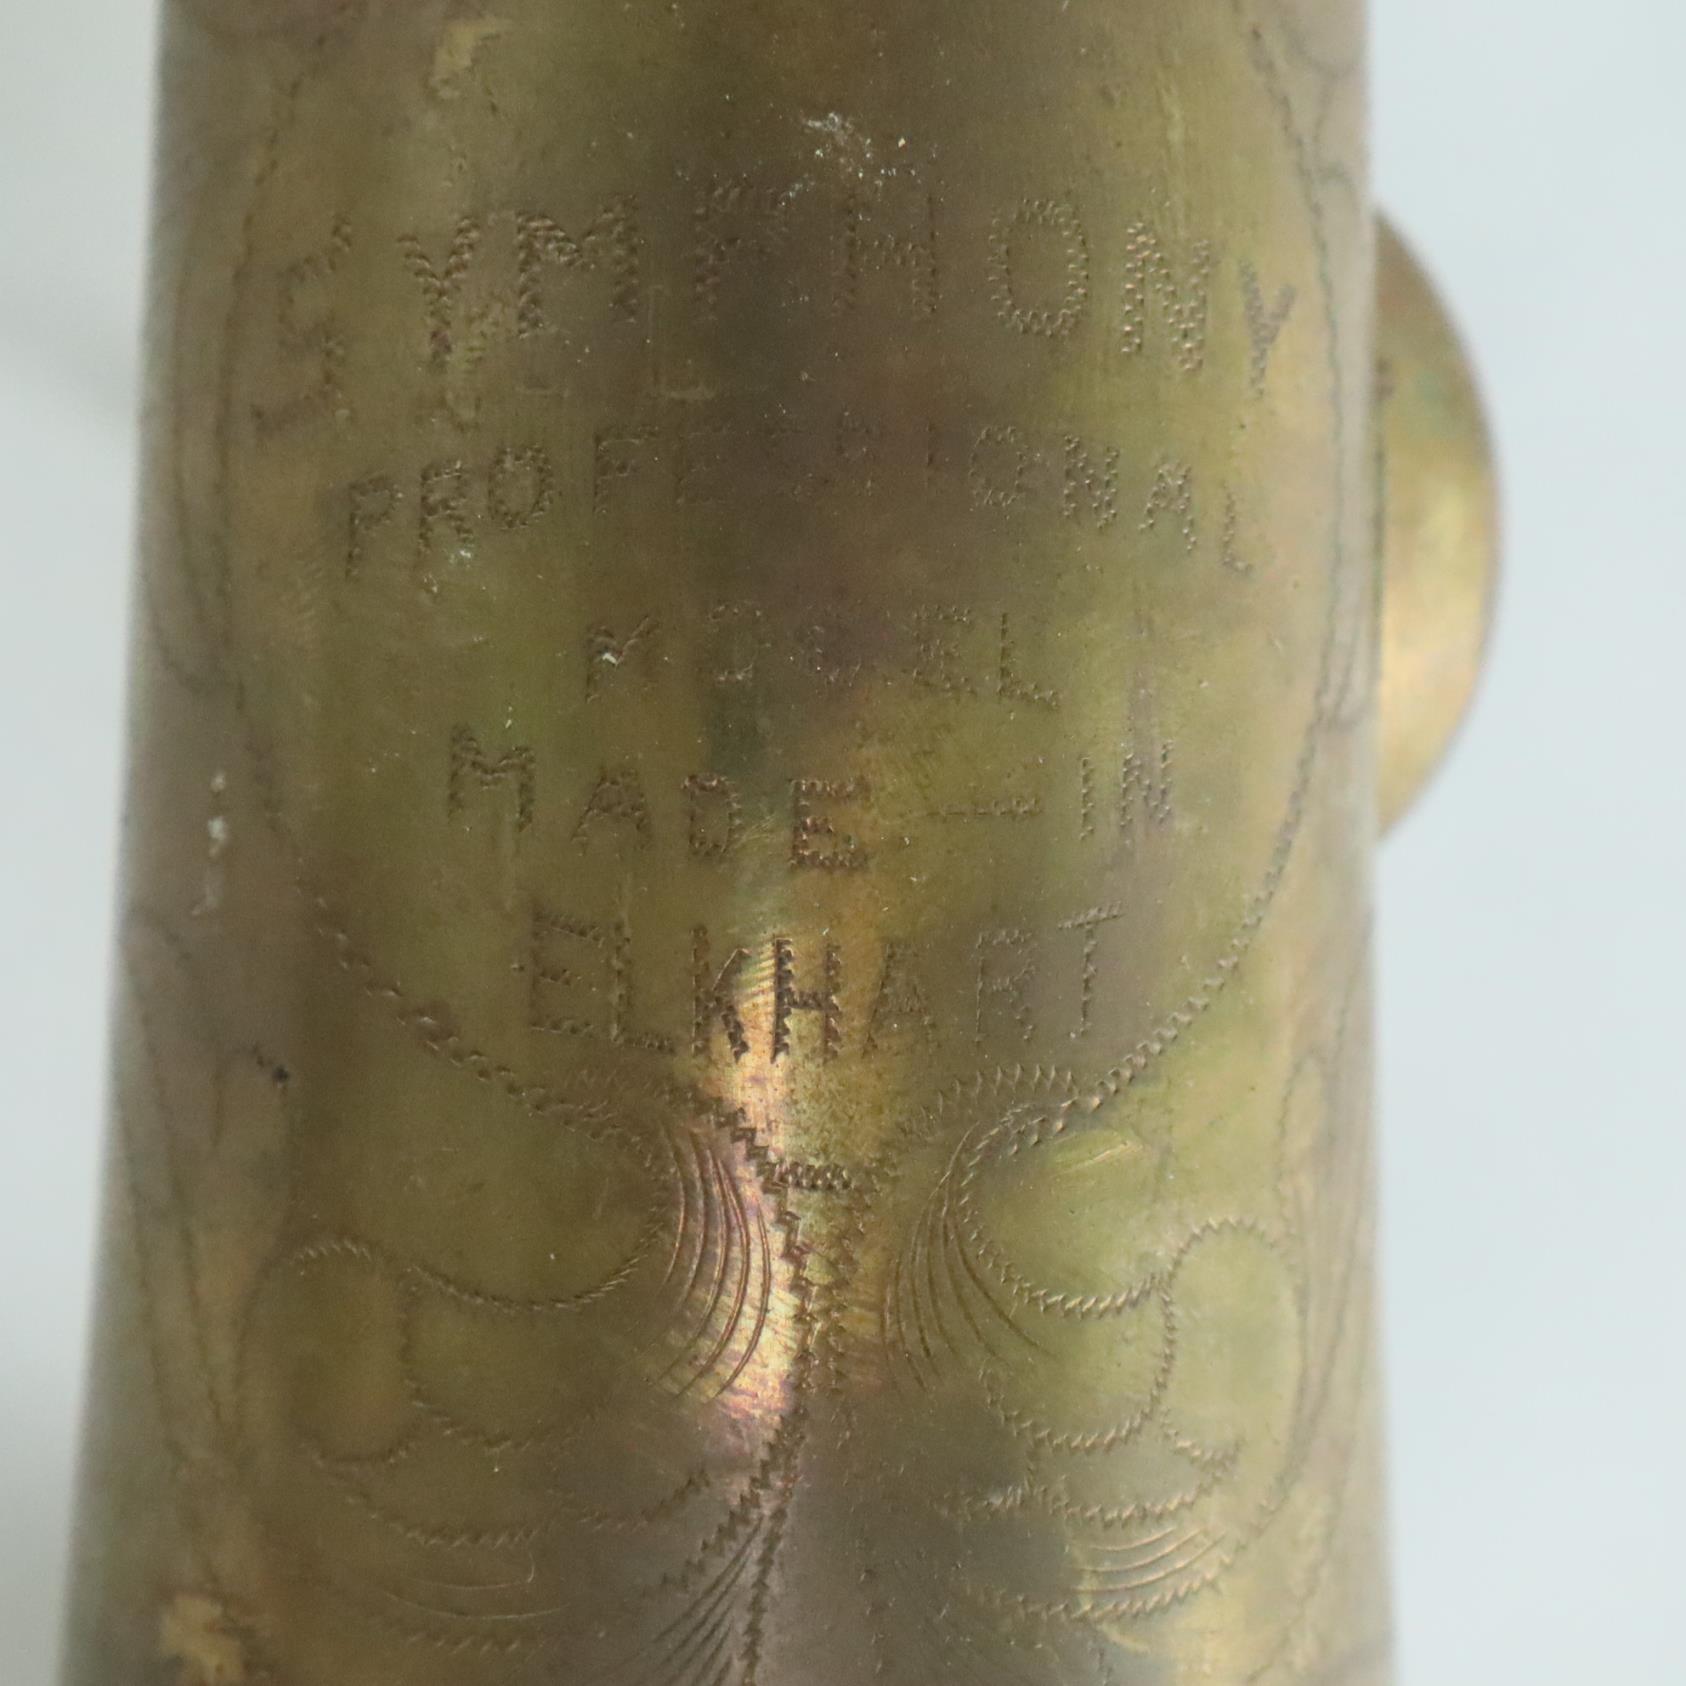 SYMPHONY
PROFESSIONAL
MODEL
MADE - IN
ELKHART